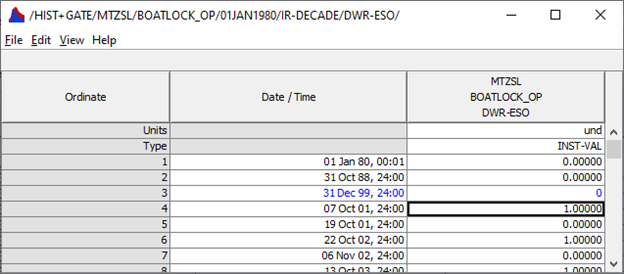 /HIST+GATE/MTZSL/BOATLOCK_OP/01JAN1980/IR-DECADE/DWR-ESO/
File Edit View Help
Ordinate Date / Time MTZSL
BOATLOCK_OP
DWR-ESO
Units und
Type INST-VAL
1 01 Jan 80, 00:01 0.00000
2 31 Oct 88, 24:00 0.00000
3 31 Dec 99, 24:00 0
4 07 Oct 01, 24:00 1.00000
5 19 Oct 01, 24:00 0.00000
6 22 Oct 02, 24:00 1.00000
7 06 Nov 02, 24:00 0.00000
8 13 Oct 03, 24:00 1.00000